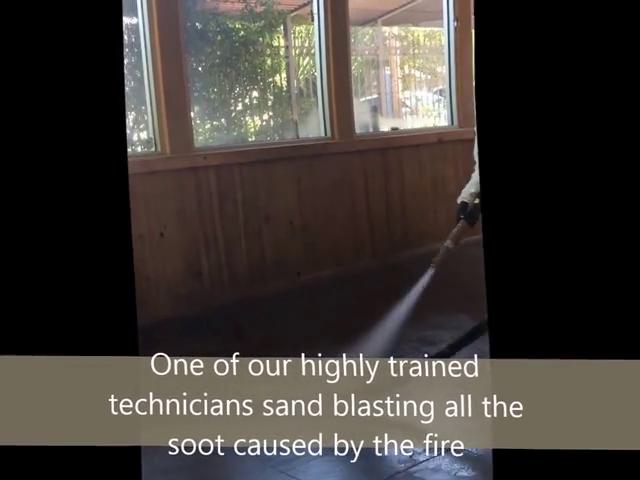 One of our highly trained
technicians sand blasting all the
soot caused by the fire